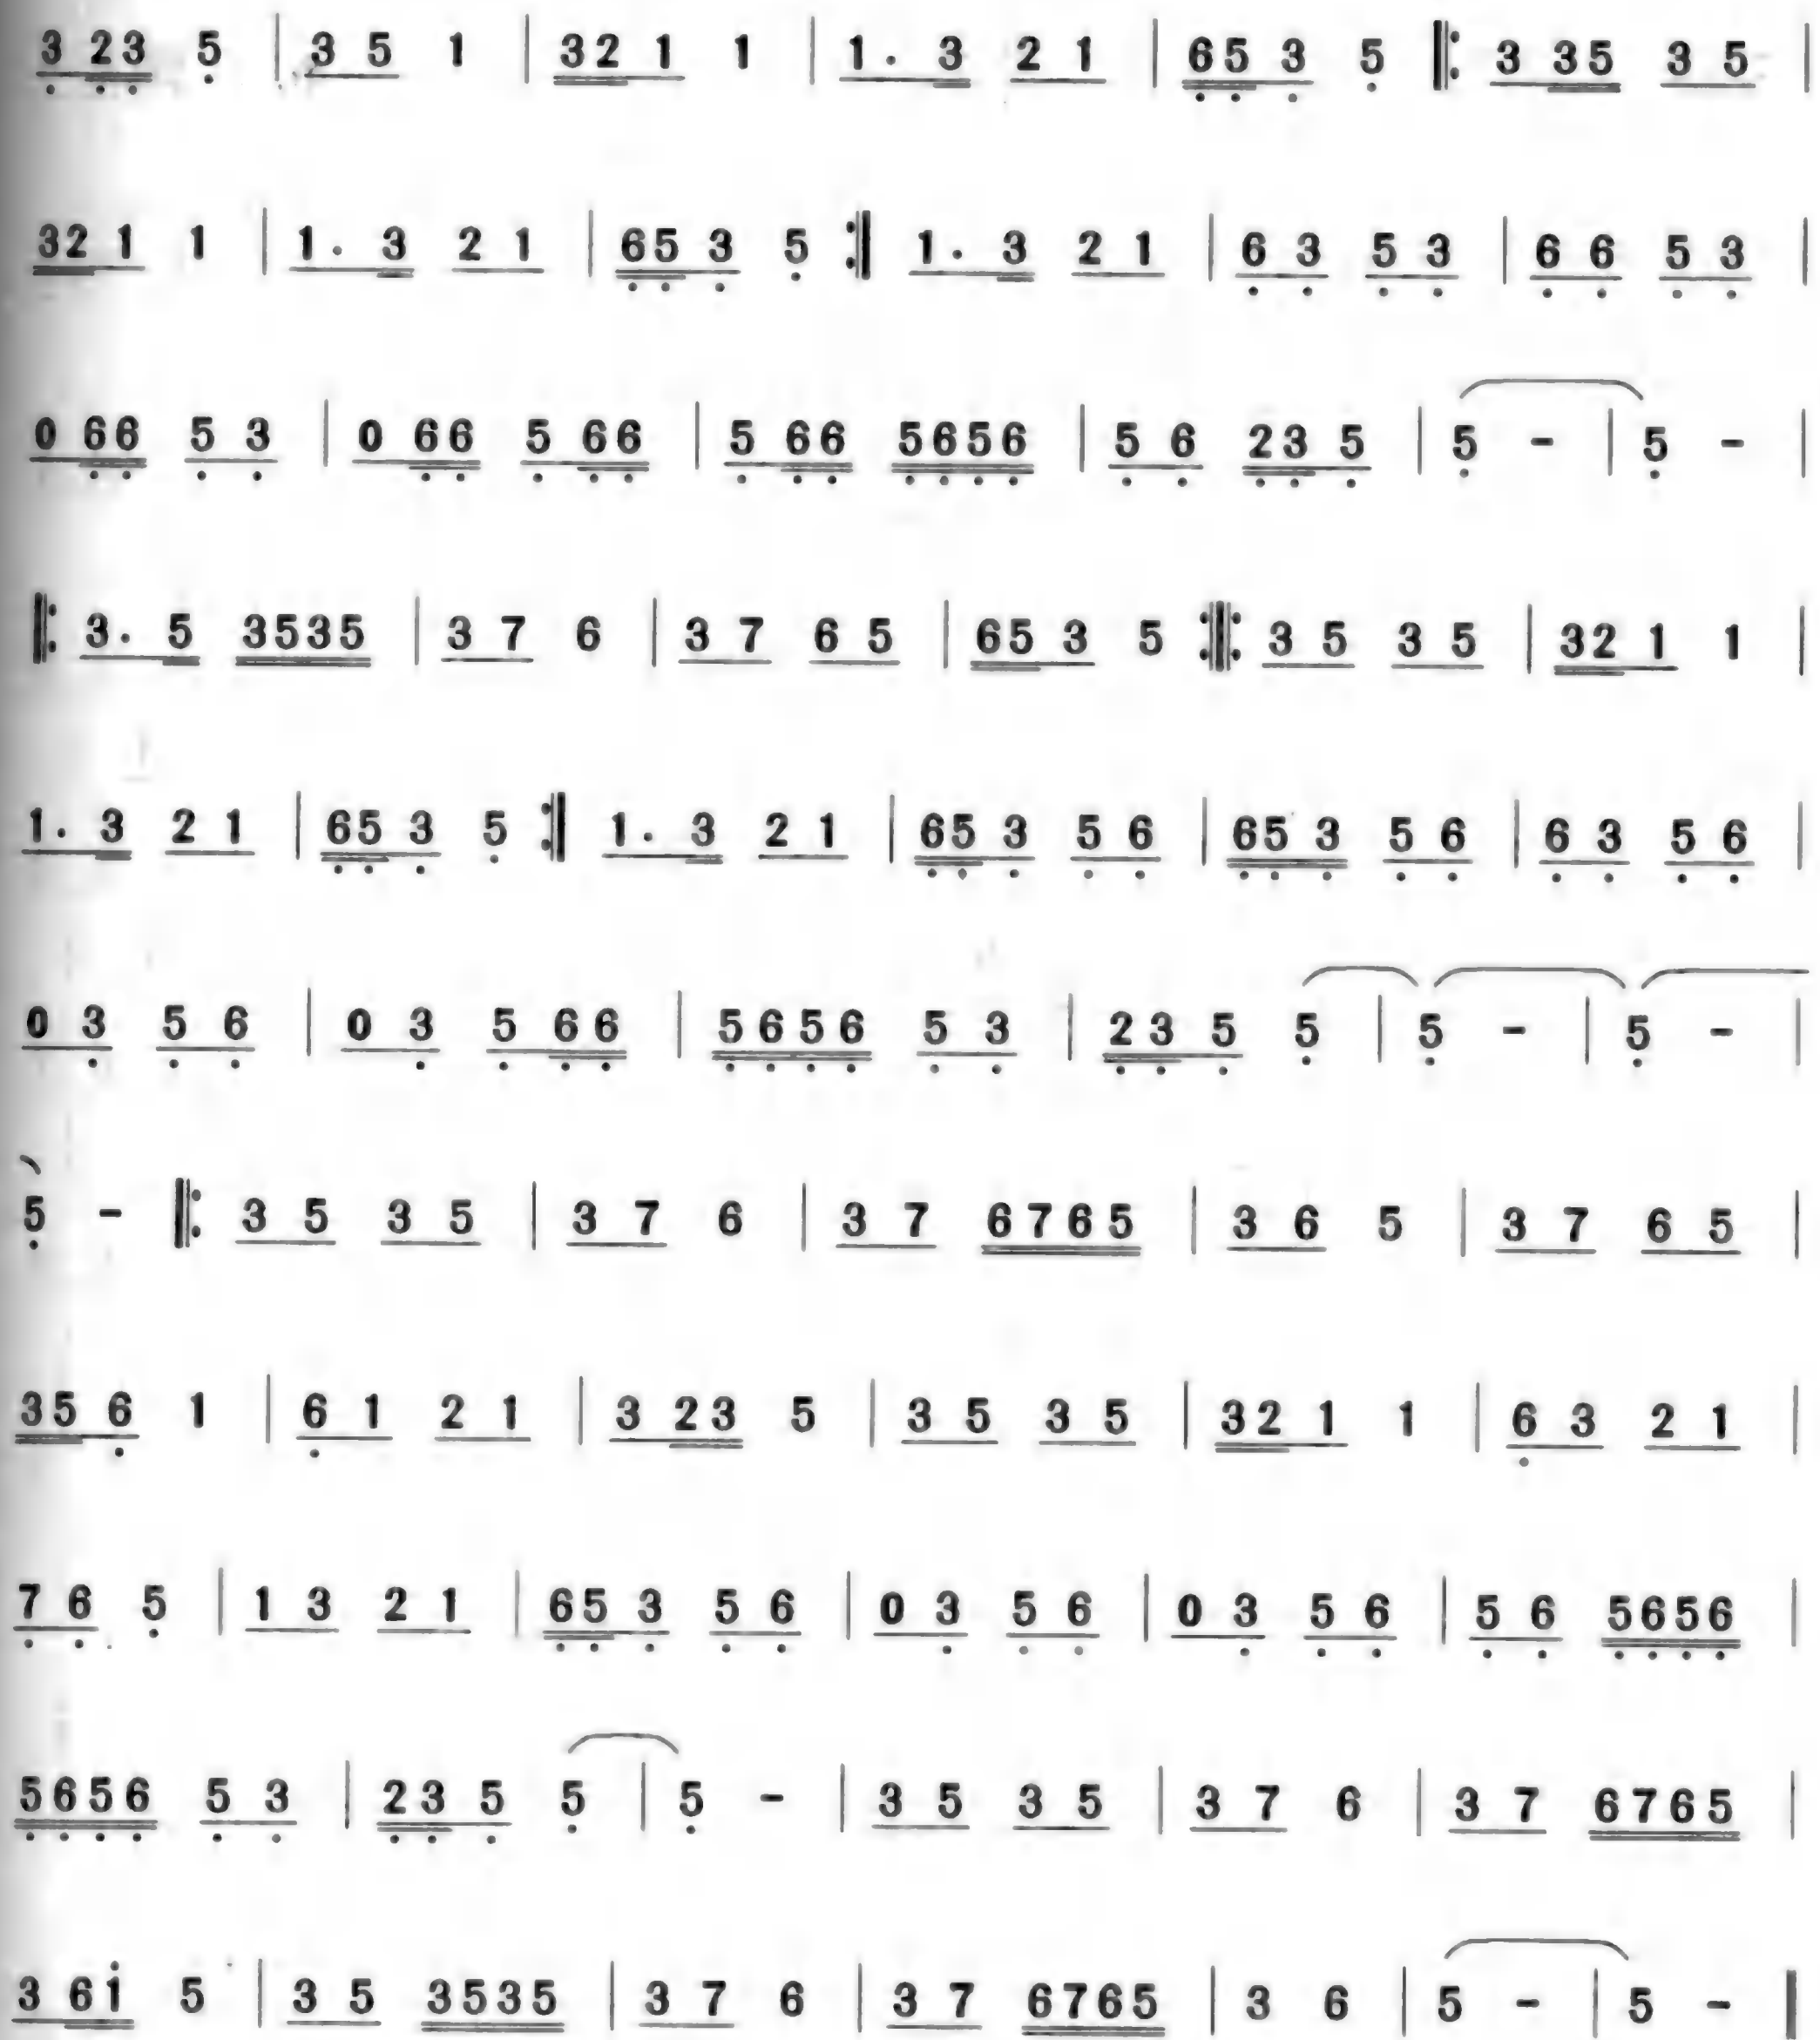 3 23 5 | 3 5 1 | 32 1 1 | 1. 3 2 1 | 65 3 5 ‖: 3 35 3 5 |
32 1 1 | 1. 3 2 1 | 65 3 5 :‖ 1. 3 2 1 | 6 3 5 3 | 6 6 5 3 |
0 66 5 3 | 0 66 5 66 | 5 66 5656 | 5 6 23 5 | 5 - | 5 - |
‖: 3. 5 3535 | 3 7 6 | 3 7 6 5 | 65 3 5 :‖: 3 5 3 5 | 32 1 1 |
1. 3 2 1 | 65 3 5 :‖ 1. 3 2 1 | 65 3 5 6 | 65 3 5 6 | 6 3 5 6 |
0 3 5 6 | 0 3 5 66 | 5656 5 3 | 23 5 5 | 5 - | 5 - |
5 - ‖: 3 5 3 5 | 3 7 6 | 3 7 6765 | 3 6 5 | 3 7 6 5 |
35 6 1 | 6 1 2 1 | 3 23 5 | 3 5 3 5 | 32 1 1 | 6 3 2 1 |
7 6 5 | 1 3 2 1 | 65 3 5 6 | 0 3 5 6 | 0 3 5 6 | 5 6 5656 |
5656 5 3 | 23 5 5 | 5 - | 3 5 3 5 | 3 7 6 | 3 7 6765 |
3 61̇ 5 | 3 5 3535 | 3 7 6 | 3 7 6765 | 3 6 | 5 - | 5 - ‖